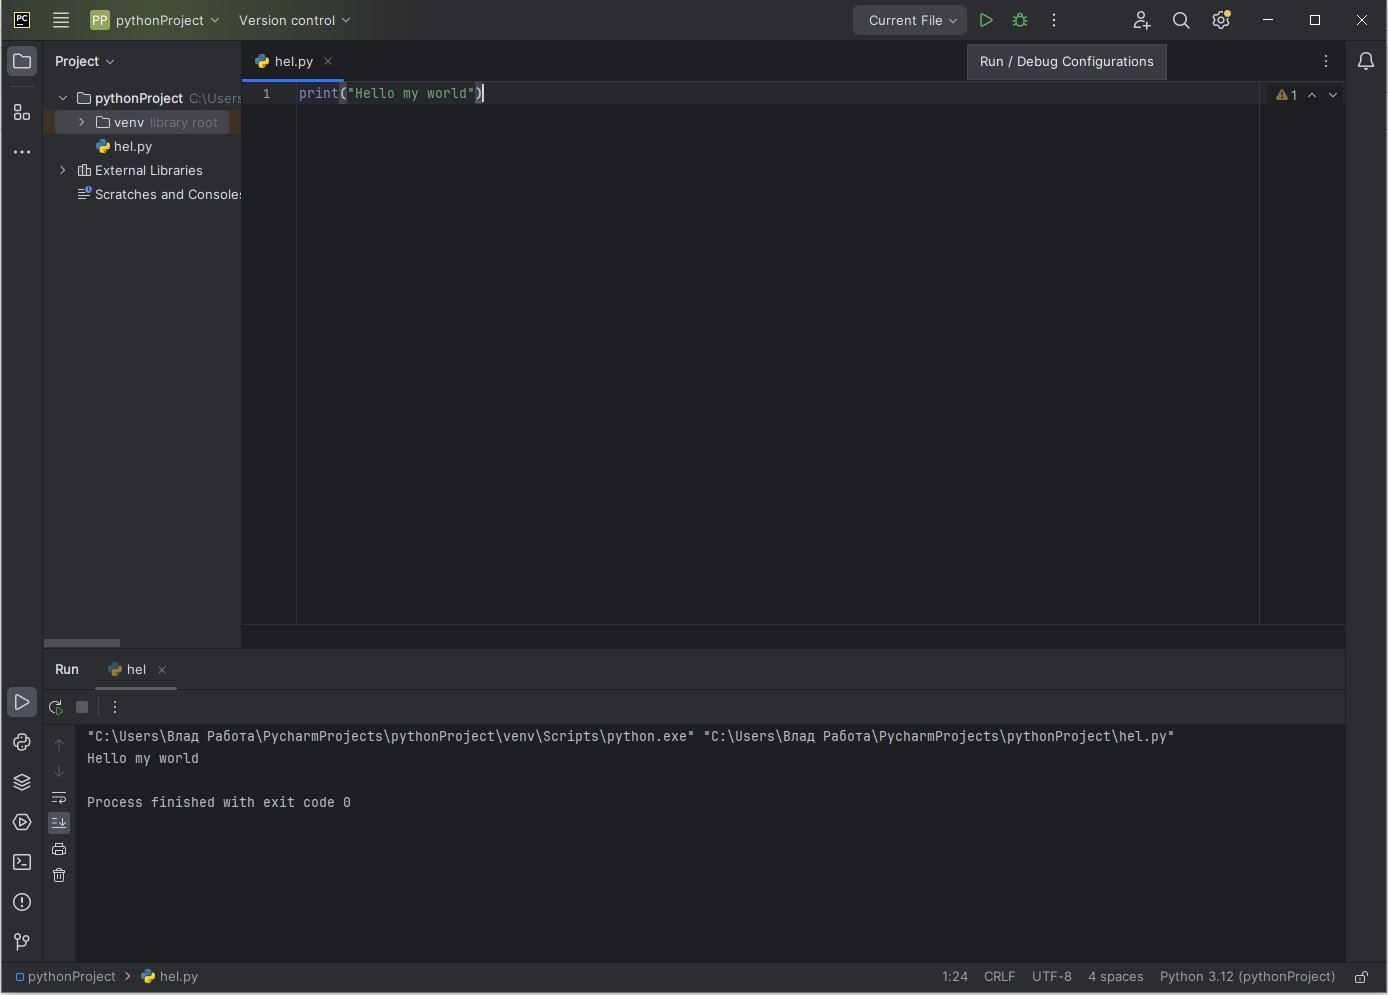 PC
PP pythonProject
Version control
Current File
Project
hel.py
Run / Debug Configurations
pythonProject C:\Users
1 print("Hello my world")
1
venv library root
hel.py
External Libraries
Scratches and Consoles
Run
hel
"C:\Users\Влад Работа\PycharmProjects\pythonProject\venv\Scripts\python.exe" "C:\Users\Влад Работа\PycharmProjects\pythonProject\hel.py"
Hello my world
Process finished with exit code 0
pythonProject > hel.py
1:24 CRLF UTF-8 4 spaces Python 3.12 (pythonProject)